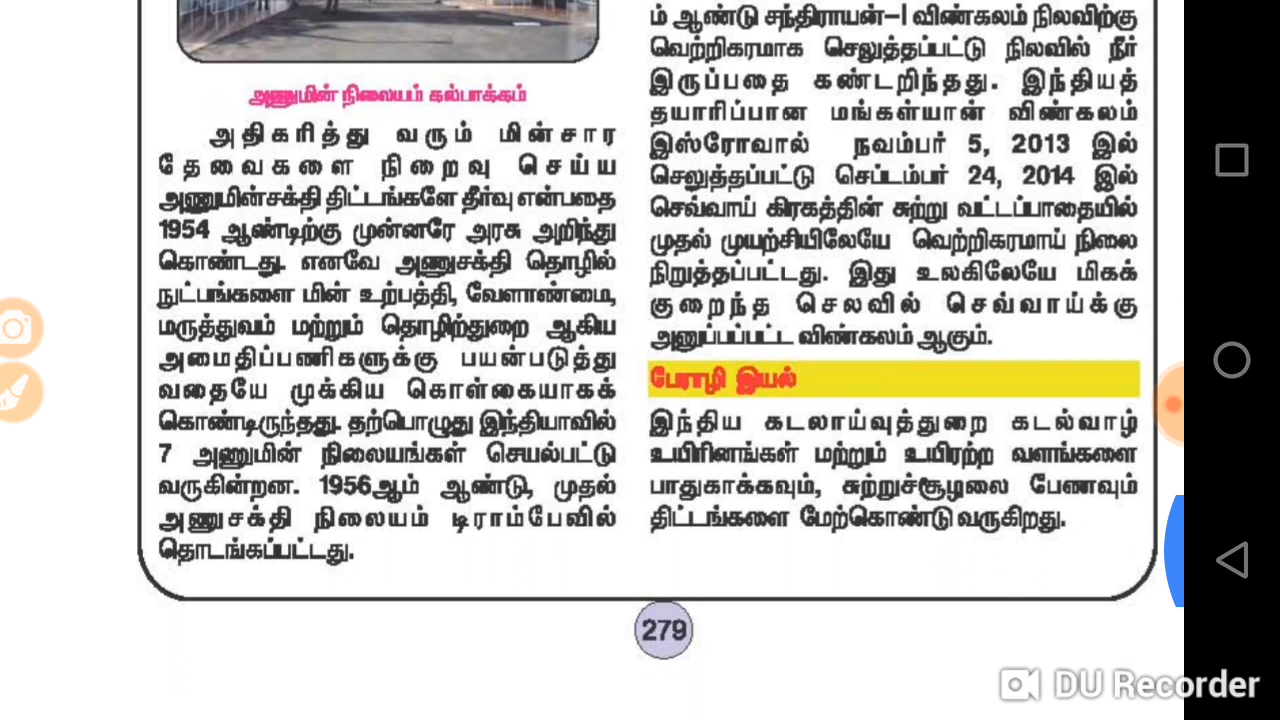 அணுமின் நிலையம் கல்பாக்கம்
அதிகரித்து வரும் மின்சார
தேவைகளை நிறைவு செய்ய
அணுமின்சக்தி திட்டங்களே தீர்வு என்பதை
1954 ஆண்டிற்கு முன்னரே அரசு அறிந்து
கொண்டது. எனவே அணுசக்தி தொழில்
நுட்பங்களை மின் உற்பத்தி, வேளாண்மை,
மருத்துவம் மற்றும் தொழிற்துறை ஆகிய
அமைதிப்பணிகளுக்கு பயன்படுத்து
வதையே முக்கிய கொள்கையாகக்
கொண்டிருந்தது. தற்பொழுது இந்தியாவில்
7 அணுமின் நிலையங்கள் செயல்பட்டு
வருகின்றன. 1956ஆம் ஆண்டு, முதல்
அணுசக்தி நிலையம் டிராம்பேவில்
தொடங்கப்பட்டது.
ம் ஆண்டு சந்திராயன்–I விண்கலம் நிலவிற்கு
வெற்றிகரமாக செலுத்தப்பட்டு நிலவில் நீர்
இருப்பதை கண்டறிந்தது. இந்தியத்
தயாரிப்பான மங்கள்யான் விண்கலம்
இஸ்ரோவால் நவம்பர் 5, 2013 இல்
செலுத்தப்பட்டு செப்டம்பர் 24, 2014 இல்
செவ்வாய் கிரகத்தின் சுற்று வட்டப்பாதையில்
முதல் முயற்சியிலேயே வெற்றிகரமாய் நிலை
நிறுத்தப்பட்டது. இது உலகிலேயே மிகக்
குறைந்த செலவில் செவ்வாய்க்கு
அனுப்பப்பட்ட விண்கலம் ஆகும்.
பேராழி இயல்
இந்திய கடலாய்வுத்துறை கடல்வாழ்
உயிரினங்கள் மற்றும் உயிரற்ற வளங்களை
பாதுகாக்கவும், சுற்றுச்சூழலை பேணவும்
திட்டங்களை மேற்கொண்டு வருகிறது.
279
DU Recorder